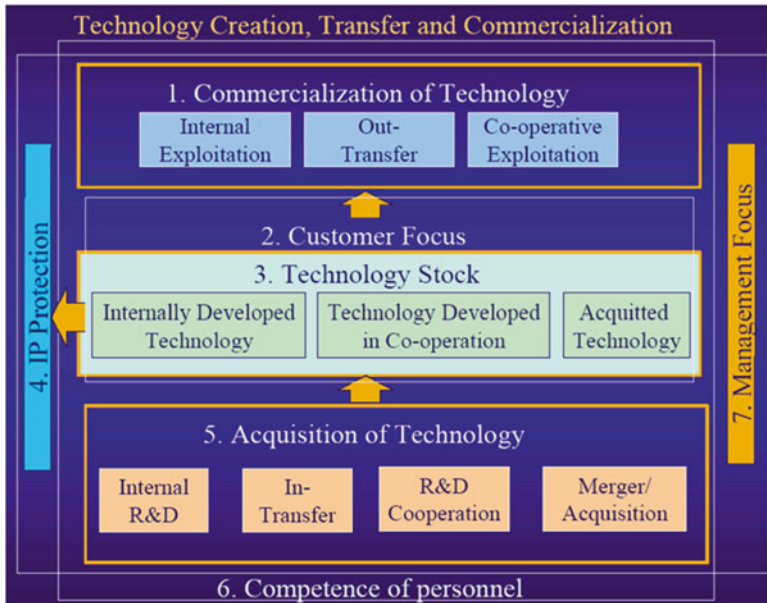 Technology Creation, Transfer and Commercialization
1. Commercialization of Technology
Internal
Exploitation
Out-
Transfer
Co-operative
Exploitation
2. Customer Focus
3. Technology Stock
Internally Developed
Technology
Technology Developed
in Co-operation
Acquitted
Technology
4. IP Protection
5. Acquisition of Technology
Internal
R&D
In-
Transfer
R&D
Cooperation
Merger/
Acquisition
6. Competence of personnel
7. Management Focus